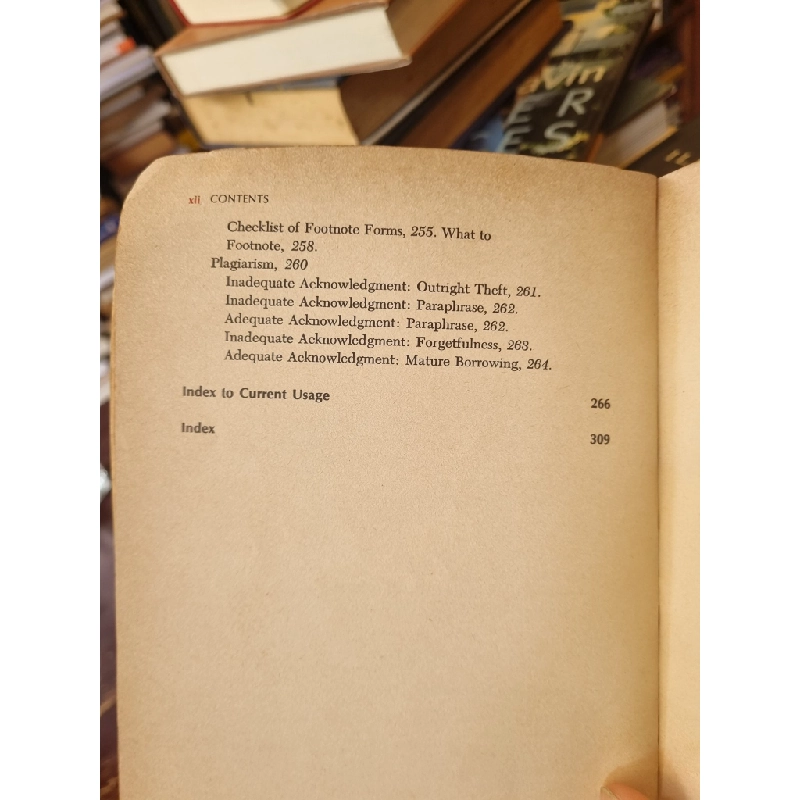 vin
R
S
xii CONTENTS
Checklist of Footnote Forms, 255. What to
Footnote, 258.
Plagiarism, 260
Inadequate Acknowledgment: Outright Theft, 261.
Inadequate Acknowledgment: Paraphrase, 262.
Adequate Acknowledgment: Paraphrase, 262.
Inadequate Acknowledgment: Forgetfulness, 263.
Adequate Acknowledgment: Mature Borrowing, 264.
Index to Current Usage 266
Index 309